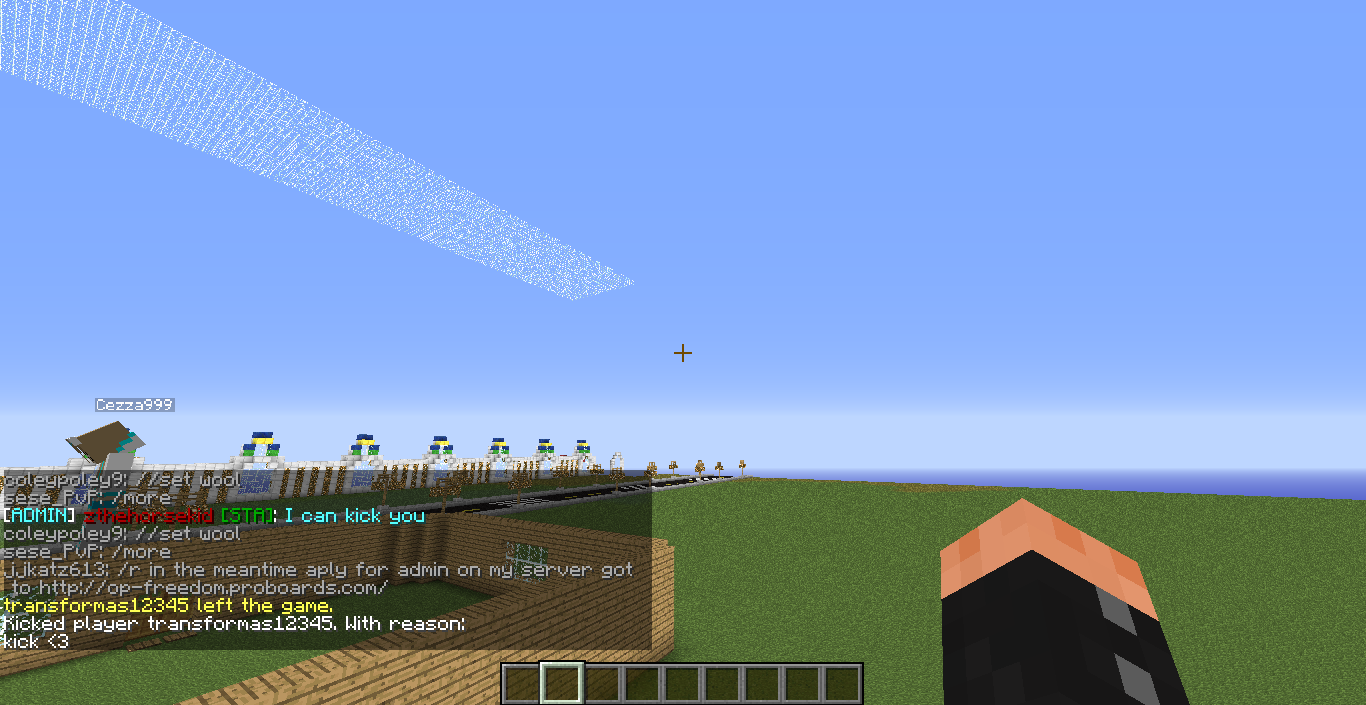 Cezza999
coleypoley9: //set wool
sese_PvP: /more
[ADMIN] zthehorsekid [STA]: I can kick you
coleypoley9: //set wool
sese_PvP: /more
jjkatz613: /r in the meantime aply for admin on my server got
to http://op-freedom.proboards.com/
transformas12345 left the game.
Kicked player transformas12345. With reason:
kick <3